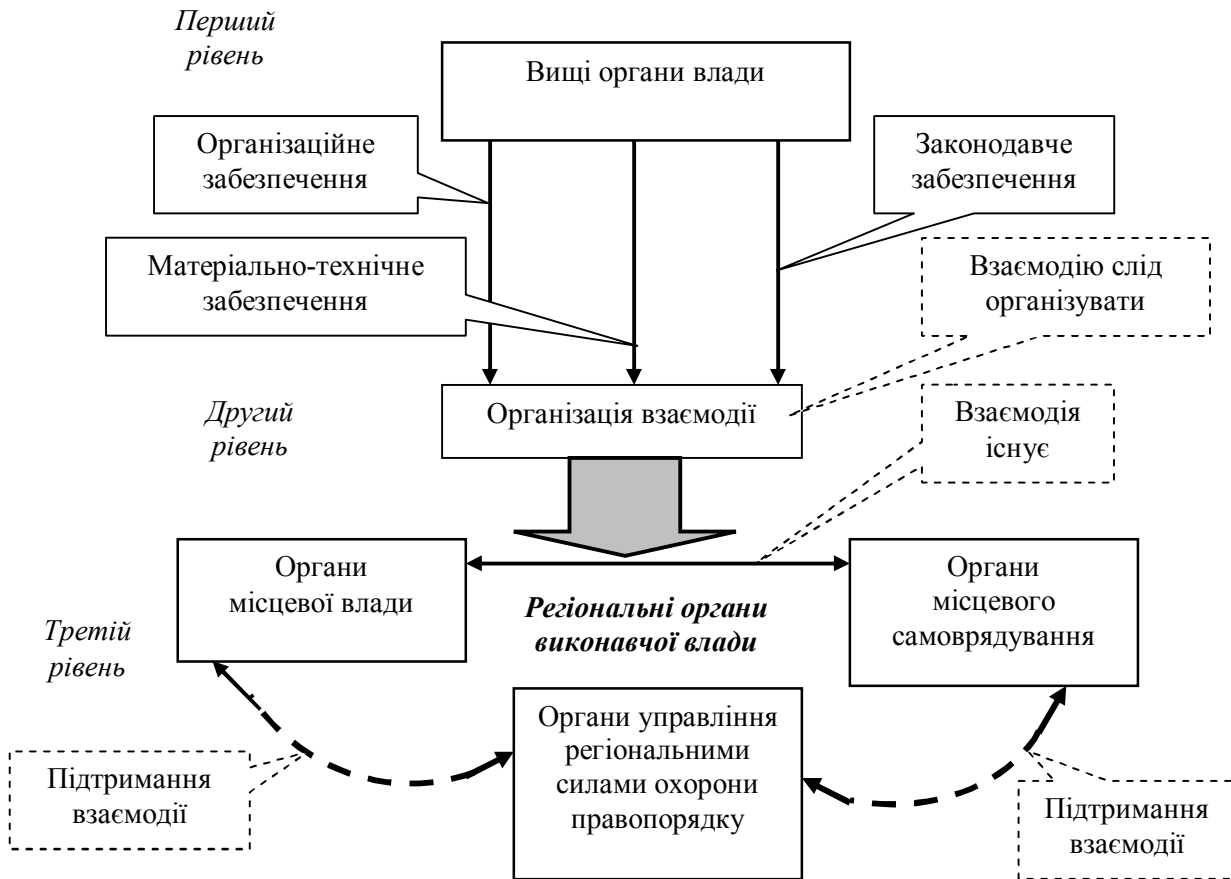 Перший
рівень
Вищі органи влади
Організаційне
забезпечення
Законодавче
забезпечення
Матеріально-технічне
забезпечення
Взаємодію слід
організувати
Другий
рівень
Організація взаємодії
Взаємодія
існує
Органи
місцевої влади
Регіональні органи
виконавчої влади
Органи
місцевого
самоврядування
Третій
рівень
Органи управління
регіональними
силами охорони
правопорядку
Підтримання
взаємодії
Підтримання
взаємодії